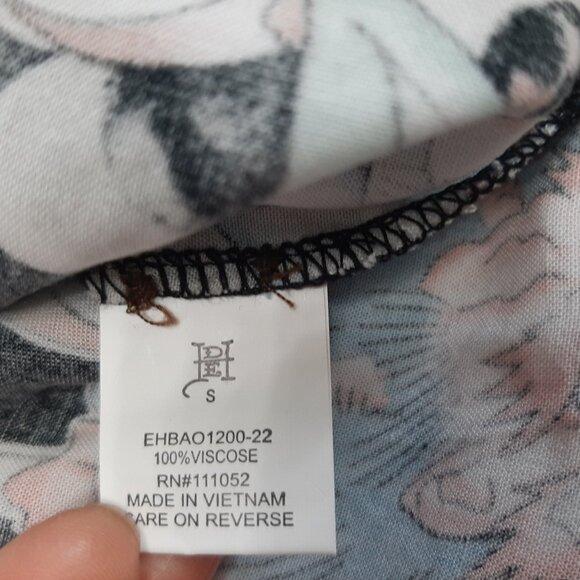 S
EHBAO1200-22
100%VISCOSE
RN#111052
MADE IN VIETNAM
CARE ON REVERSE